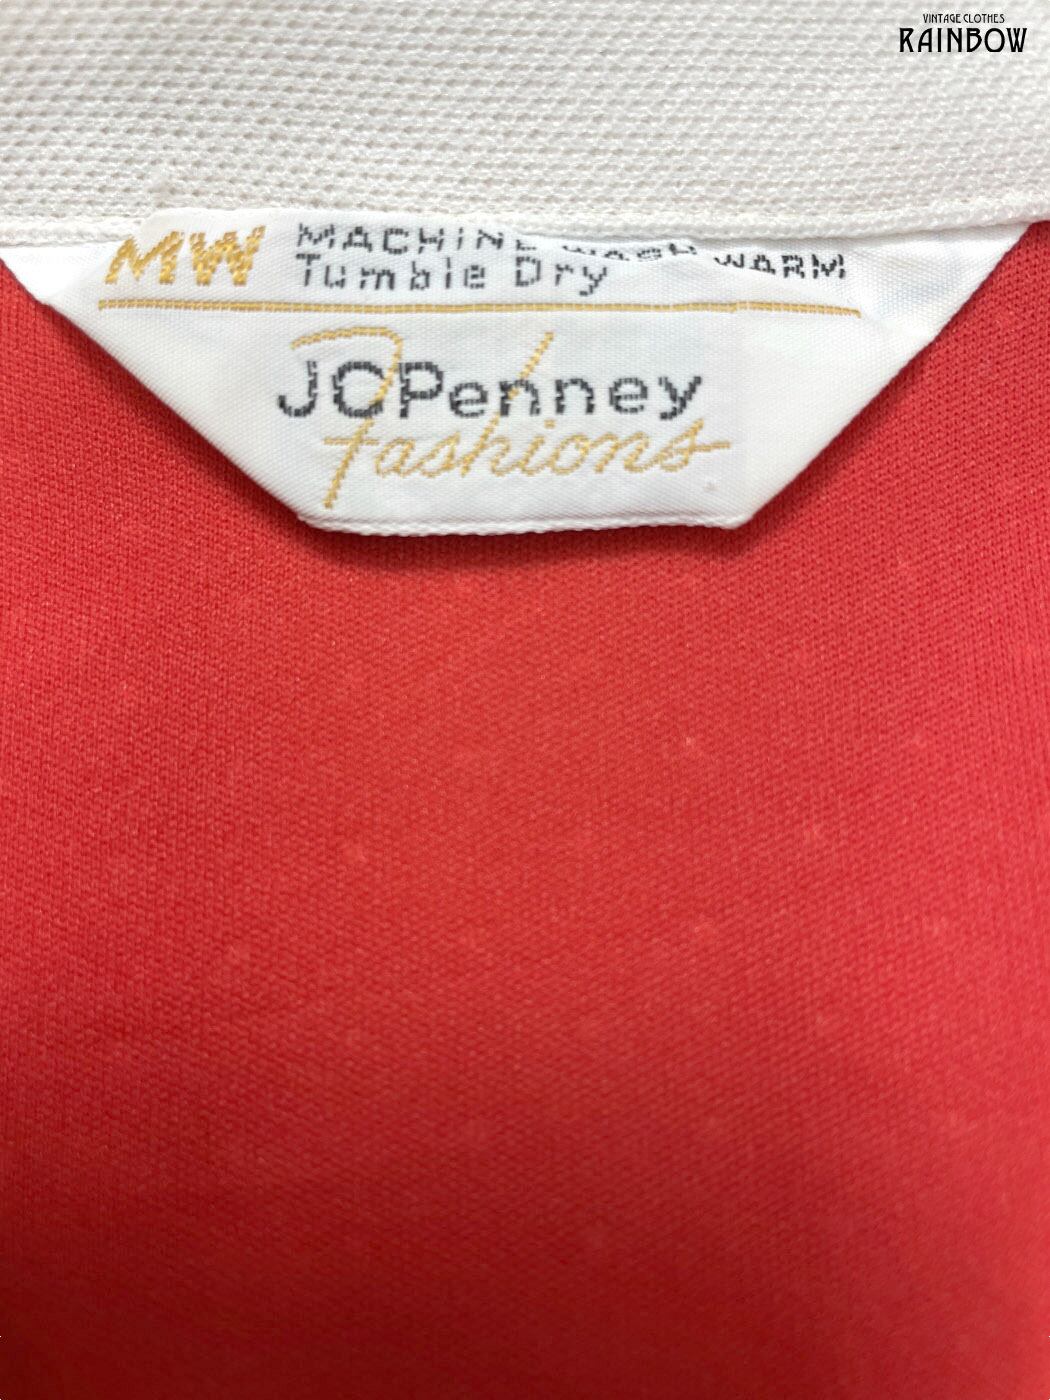 VINTAGE CLOTHES
RAINBOW
MW MACHINE WASH WARM
Tumble Dry
JCPenney
Fashions